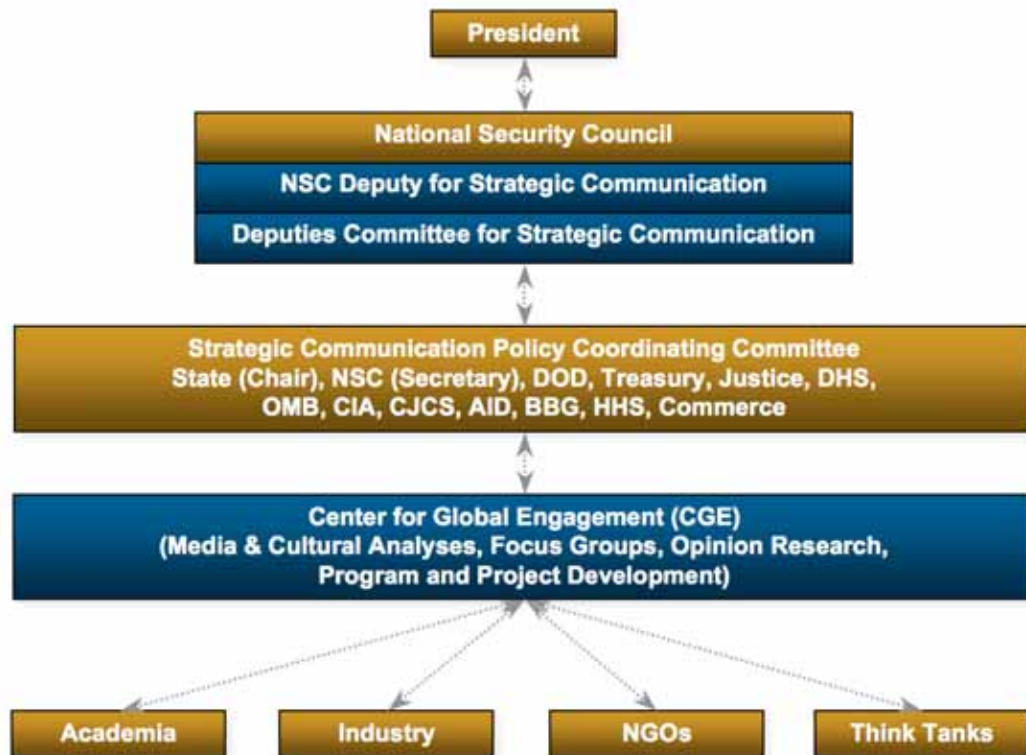 President
National Security Council
NSC Deputy for Strategic Communication
Deputies Committee for Strategic Communication
Strategic Communication Policy Coordinating Committee
State (Chair), NSC (Secretary), DOD, Treasury, Justice, DHS,
OMB, CIA, CJCS, AID, BBG, HHS, Commerce
Center for Global Engagement (CGE)
(Media & Cultural Analyses, Focus Groups, Opinion Research,
Program and Project Development)
Academia
Industry
NGOs
Think Tanks